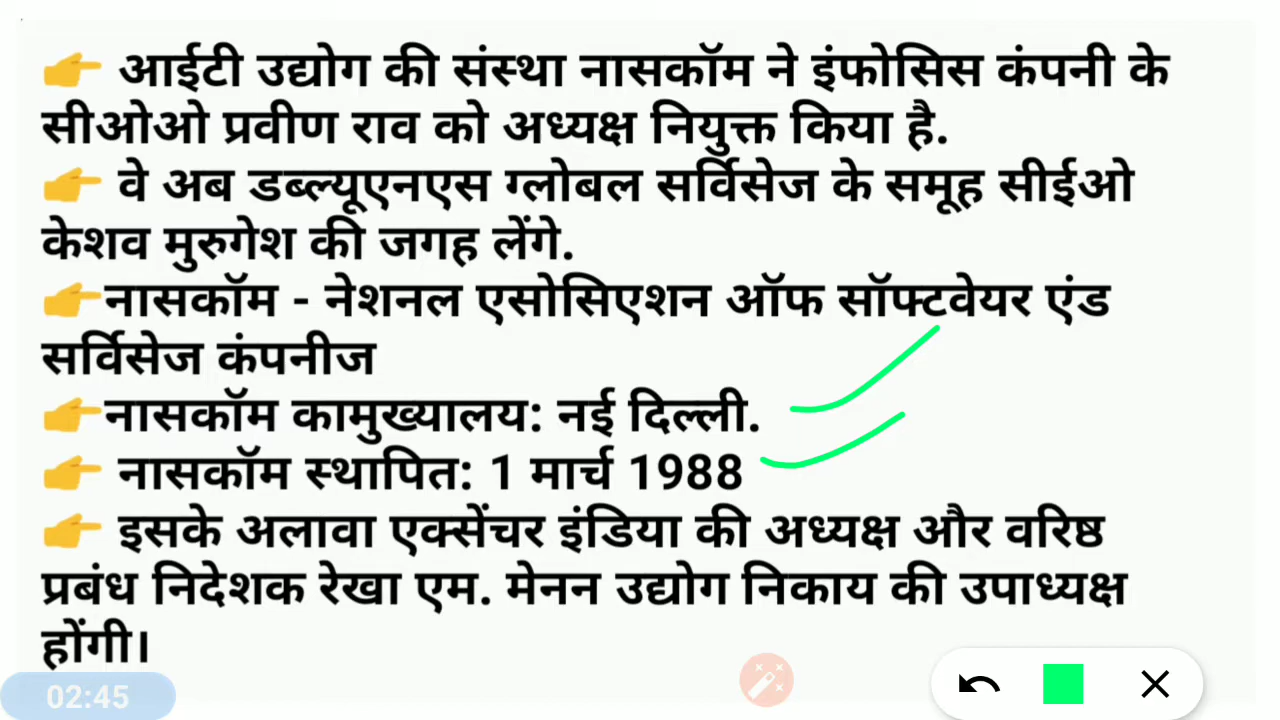 👉 आईटी उद्योग की संस्था नासकॉम ने इंफोसिस कंपनी के
सीओओ प्रवीण राव को अध्यक्ष नियुक्त किया है.
👉 वे अब डब्ल्यूएनएस ग्लोबल सर्विसेज के समूह सीईओ
केशव मुरुगेश की जगह लेंगे.
👉नासकॉम - नेशनल एसोसिएशन ऑफ सॉफ्टवेयर एंड
सर्विसेज कंपनीज
👉नासकॉम कामुख्यालय: नई दिल्ली.
👉 नासकॉम स्थापित: 1 मार्च 1988
👉 इसके अलावा एक्सेंचर इंडिया की अध्यक्ष और वरिष्ठ
प्रबंध निदेशक रेखा एम. मेनन उद्योग निकाय की उपाध्यक्ष
होंगी।
02:45